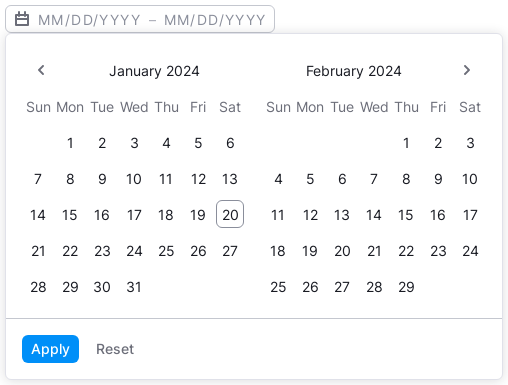 MM/DD/YYYY – MM/DD/YYYY
January 2024 February 2024
Sun Mon Tue Wed Thu Fri Sat Sun Mon Tue Wed Thu Fri Sat
1 2 3 4 5 6 1 2 3
7 8 9 10 11 12 13 4 5 6 7 8 9 10
14 15 16 17 18 19 20 11 12 13 14 15 16 17
21 22 23 24 25 26 27 18 19 20 21 22 23 24
28 29 30 31 25 26 27 28 29
Apply Reset